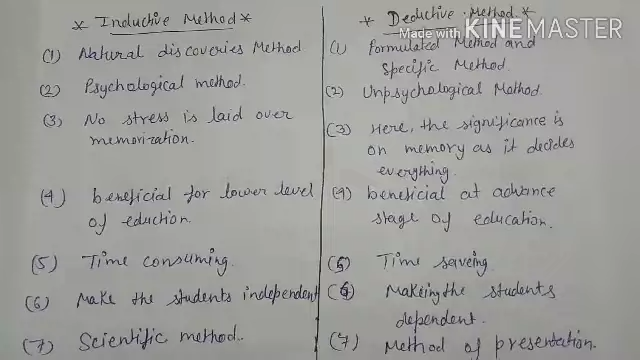 * Inductive Method *
(1) Natural discoveries Method
(2) Psychological method.
(3) No stress is laid over
memorization.
(4) beneficial for lower level
of eduction.
(5) Time consuming.
(6) Make the students independent
(7) Scientific method.
* Deductive Method *
Made with KINEMASTER
(1) Formulated Method and
Specific Method.
(2) Unpsychological Method.
(3) Here, the significance is
on memory as it decides
everything.
(4) beneficial at advance
stage of education.
(5) Time saveing.
(6) Making the students
dependent.
(7) Method of presentation.